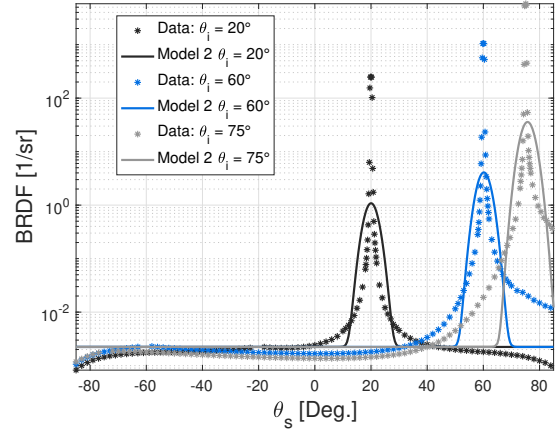 Data: θi = 20°
Model 2 θi = 20°
Data: θi = 60°
Model 2 θi = 60°
Data: θi = 75°
Model 2 θi = 75°
BRDF [1/sr]
10^2
10^0
10^-2
-80 -60 -40 -20 0 20 40 60 80
θs [Deg.]